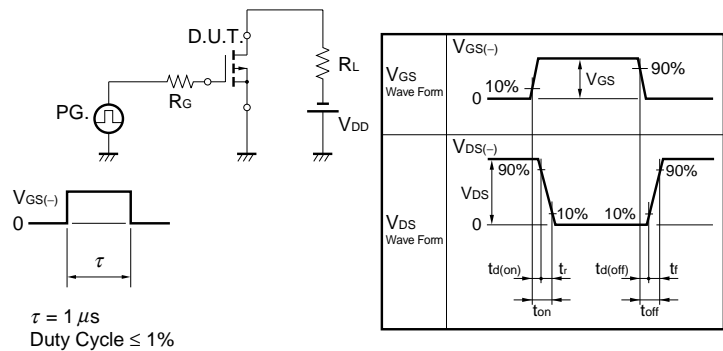 D.U.T.
RL
RG
PG.
VDD
VGS(−)
0
τ
τ = 1 μs
Duty Cycle ≤ 1%
VGS
Wave Form
VGS(−)
10%
VGS
90%
0
VDS
Wave Form
VDS(−)
90%
90%
VDS
10% 10%
0
td(on) tr td(off) tf
ton toff